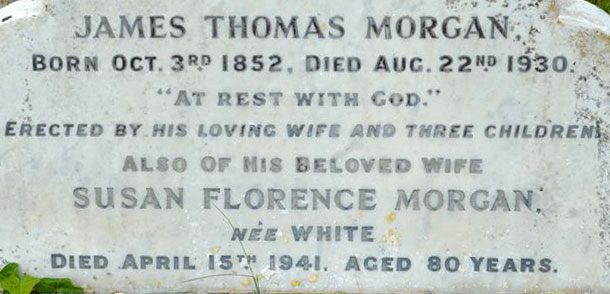 JAMES THOMAS MORGAN.
BORN OCT. 3RD 1852, DIED AUG. 22ND 1930.
"AT REST WITH GOD."
ERECTED BY HIS LOVING WIFE AND THREE CHILDREN
ALSO OF HIS BELOVED WIFE
SUSAN FLORENCE MORGAN.
NÉE WHITE
DIED APRIL 15TH 1941. AGED 80 YEARS.